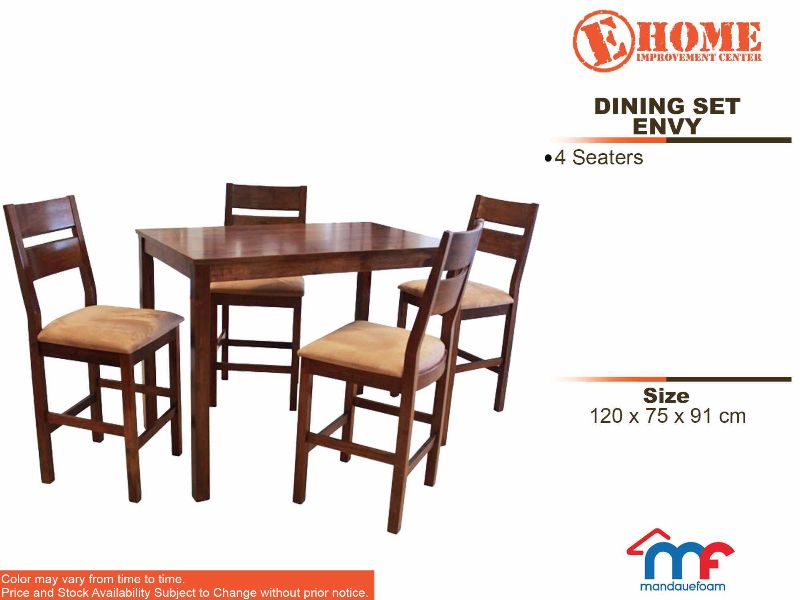 E HOME
IMPROVEMENT CENTER
DINING SET
ENVY
•4 Seaters
Size
120 x 75 x 91 cm
mf
mandauefoam
Color may vary from time to time.
Price and Stock Availability Subject to Change without prior notice.